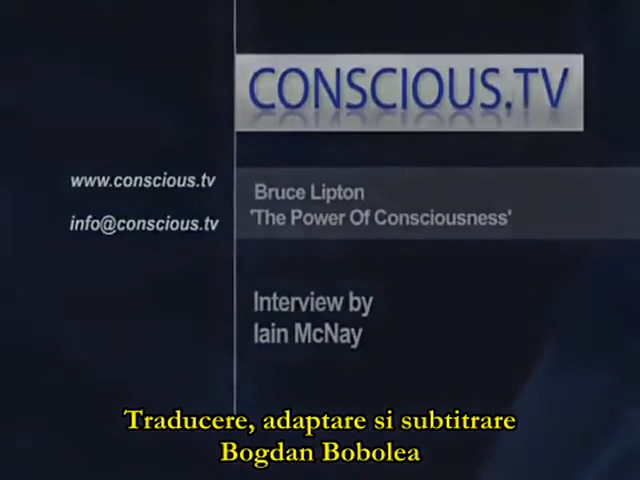 CONSCIOUS.TV
www.conscious.tv
info@conscious.tv
Bruce Lipton
'The Power Of Consciousness'
Interview by
Iain McNay
Traducere, adaptare si subtitrare
Bogdan Bobolea